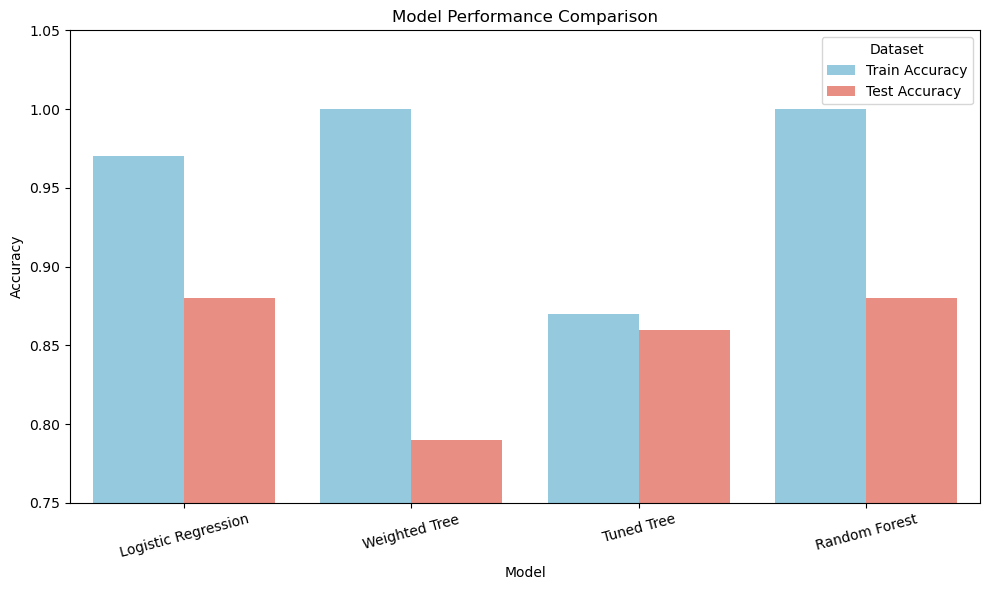 Model Performance Comparison
Dataset
Train Accuracy
Test Accuracy
Accuracy
1.05
1.00
0.95
0.90
0.85
0.80
0.75
Logistic Regression
Weighted Tree
Tuned Tree
Random Forest
Model